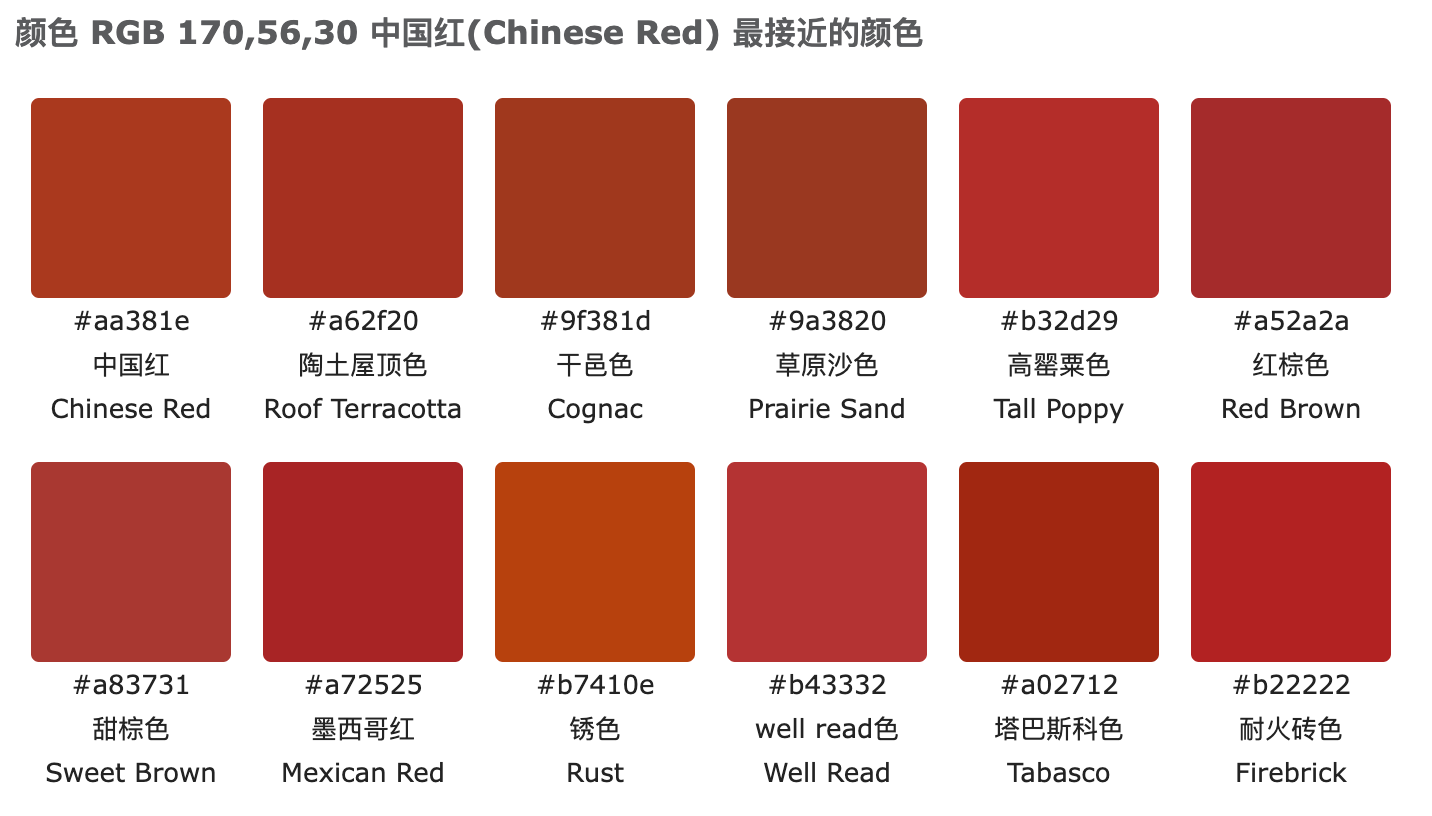 颜色 RGB 170,56,30 中国红(Chinese Red) 最接近的颜色
#aa381e
中国红
Chinese Red
#a62f20
陶土屋顶色
Roof Terracotta
#9f381d
干邑色
Cognac
#9a3820
草原沙色
Prairie Sand
#b32d29
高罂粟色
Tall Poppy
#a52a2a
红棕色
Red Brown
#a83731
甜棕色
Sweet Brown
#a72525
墨西哥红
Mexican Red
#b7410e
锈色
Rust
#b43332
well read色
Well Read
#a02712
塔巴斯科色
Tabasco
#b22222
耐火砖色
Firebrick